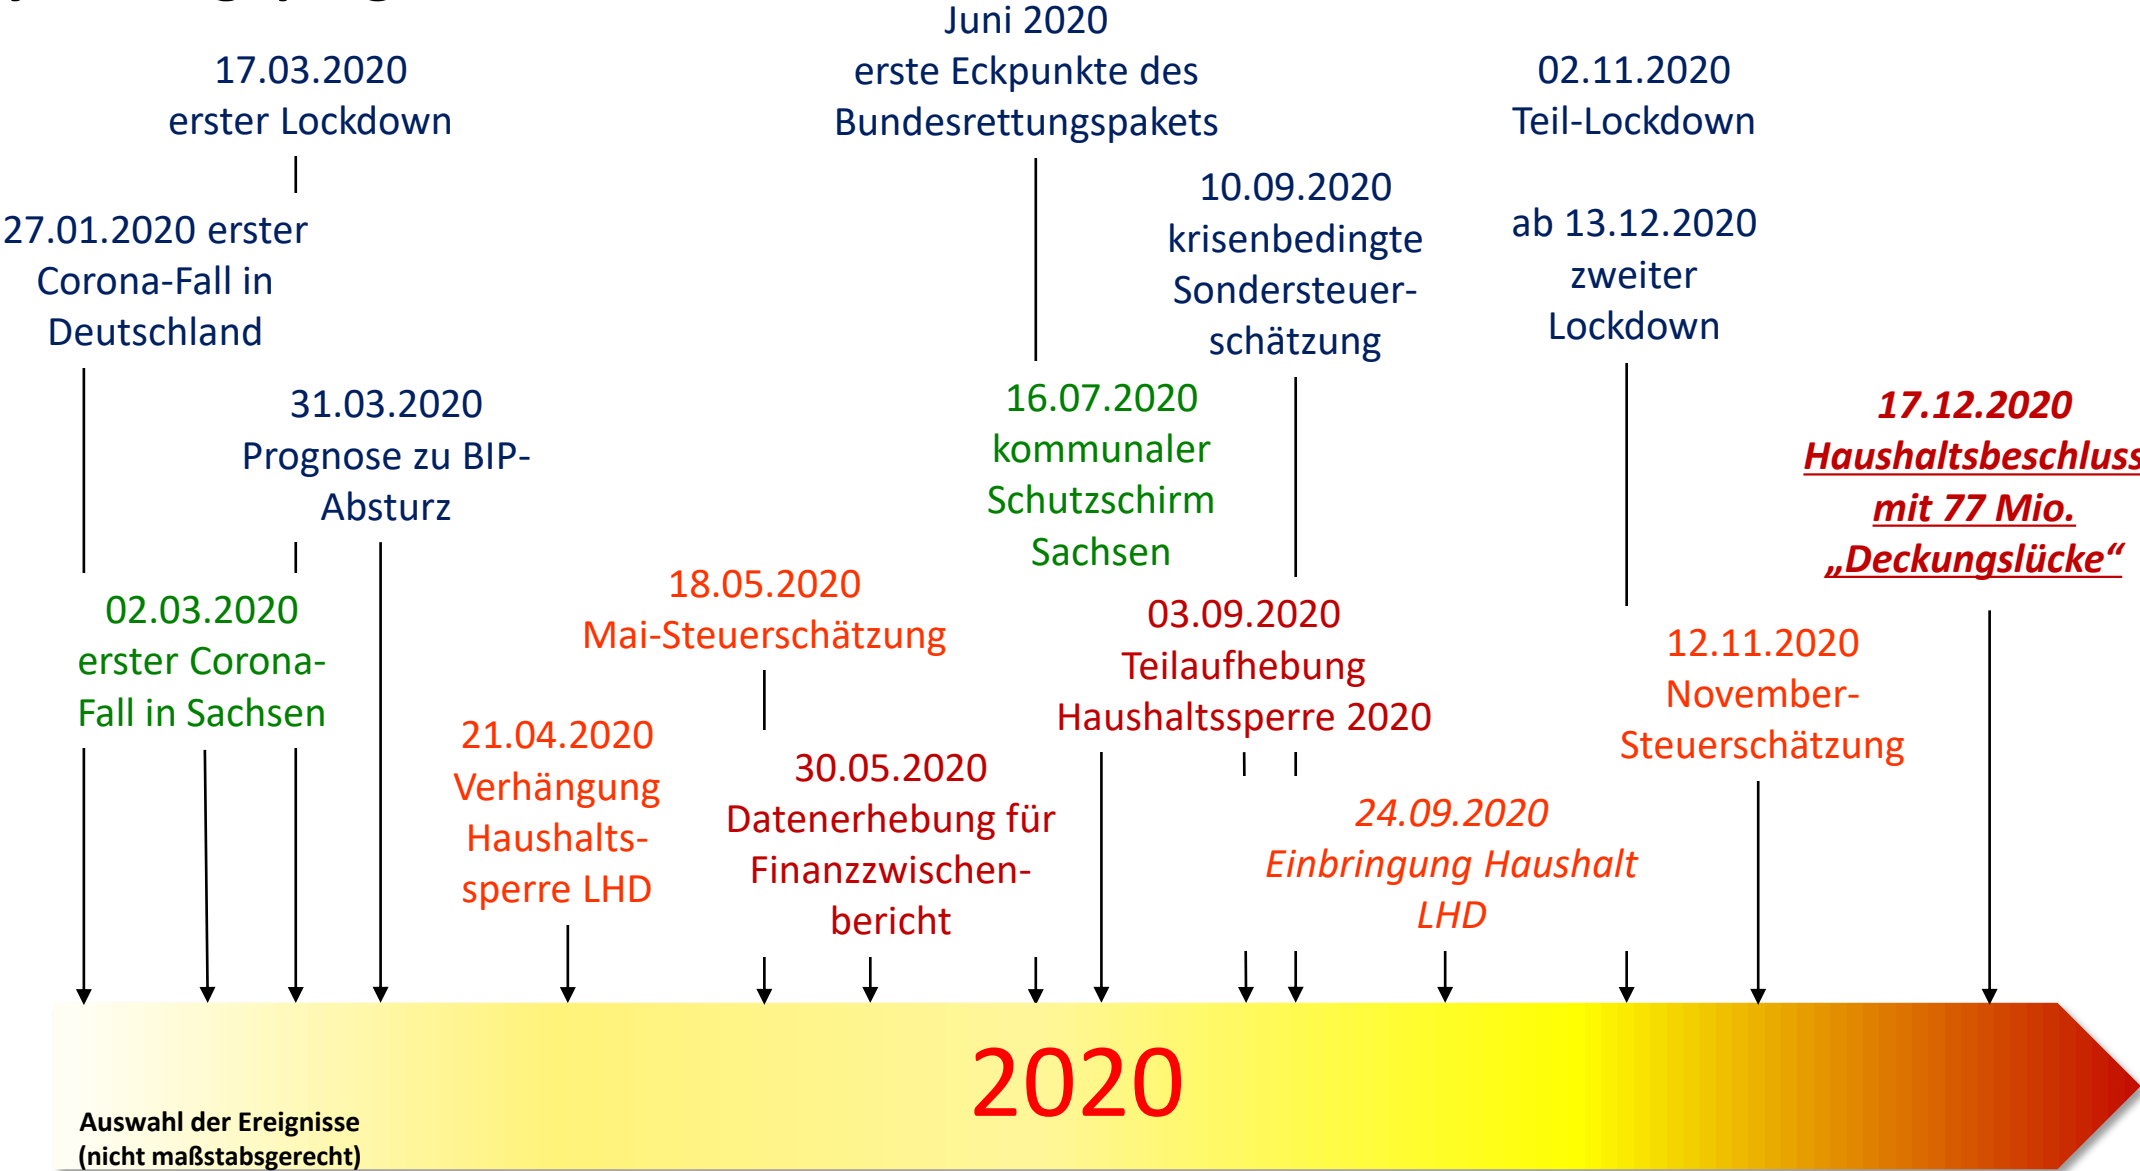 Juni 2020
erste Eckpunkte des
Bundesrettungspakets
17.03.2020
erster Lockdown
02.11.2020
Teil-Lockdown
27.01.2020 erster
Corona-Fall in
Deutschland
10.09.2020
krisenbedingte
Sondersteuer-
schätzung
ab 13.12.2020
zweiter
Lockdown
31.03.2020
Prognose zu BIP-
Absturz
16.07.2020
kommunaler
Schutzschirm
Sachsen
17.12.2020
Haushaltsbeschluss
mit 77 Mio.
„Deckungslücke“
02.03.2020
erster Corona-
Fall in Sachsen
18.05.2020
Mai-Steuerschätzung
03.09.2020
Teilaufhebung
Haushaltssperre 2020
12.11.2020
November-
Steuerschätzung
21.04.2020
Verhängung
Haushalts-
sperre LHD
30.05.2020
Datenerhebung für
Finanzzwischen-
bericht
24.09.2020
Einbringung Haushalt
LHD
2020
Auswahl der Ereignisse
(nicht maßstabsgerecht)